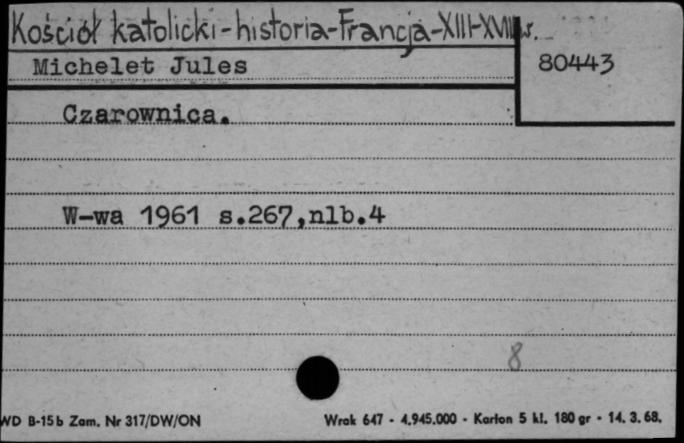 Kościół katolicki-historia-Francja-XIII-XVIII w.
Michelet Jules
80443
Czarownica.
W-wa 1961 s.267,nlb.4
8
WD B-15b Zam. Nr 317/DW/ON Wrak 647 - 4.945.000 - Karton 5 kl. 180 gr - 14. 3. 68.